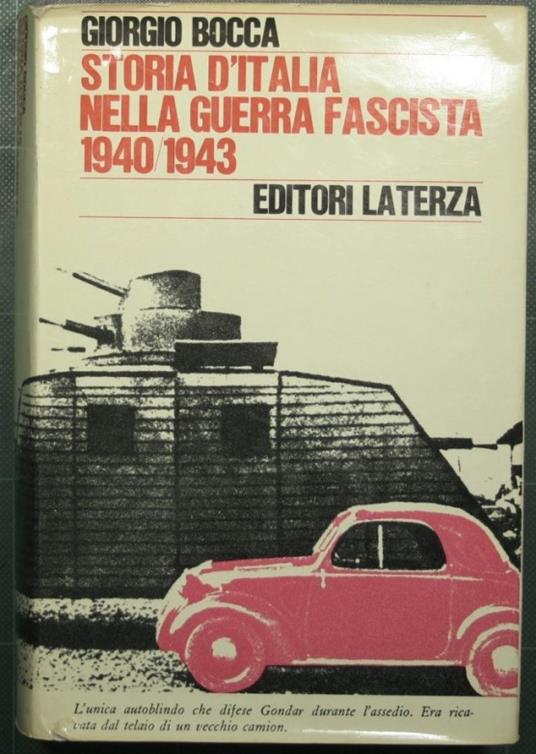 GIORGIO BOCCA
STORIA D'ITALIA
NELLA GUERRA FASCISTA
1940/1943
EDITORI LATERZA
L'unica autoblindo che difese Gondar durante l'assedio. Era rica-
vata dal telaio di un vecchio camion.